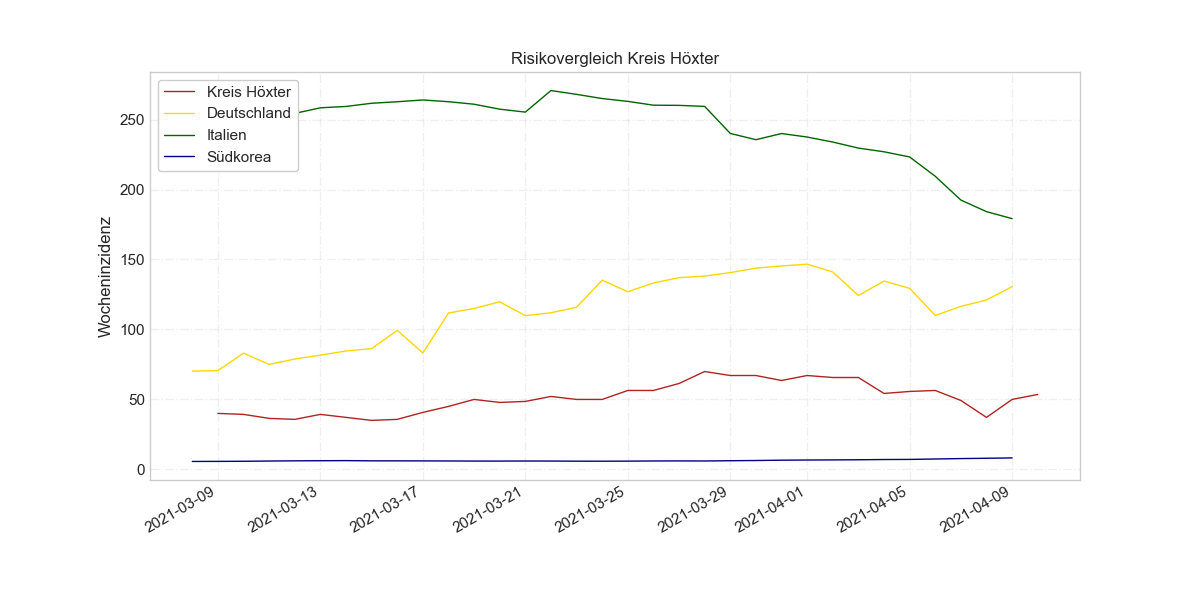 Risikovergleich Kreis Höxter
Kreis Höxter
Deutschland
Italien
Südkorea
Wocheninzidenz
250
200
150
100
50
0
2021-03-09
2021-03-13
2021-03-17
2021-03-21
2021-03-25
2021-03-29
2021-04-01
2021-04-05
2021-04-09